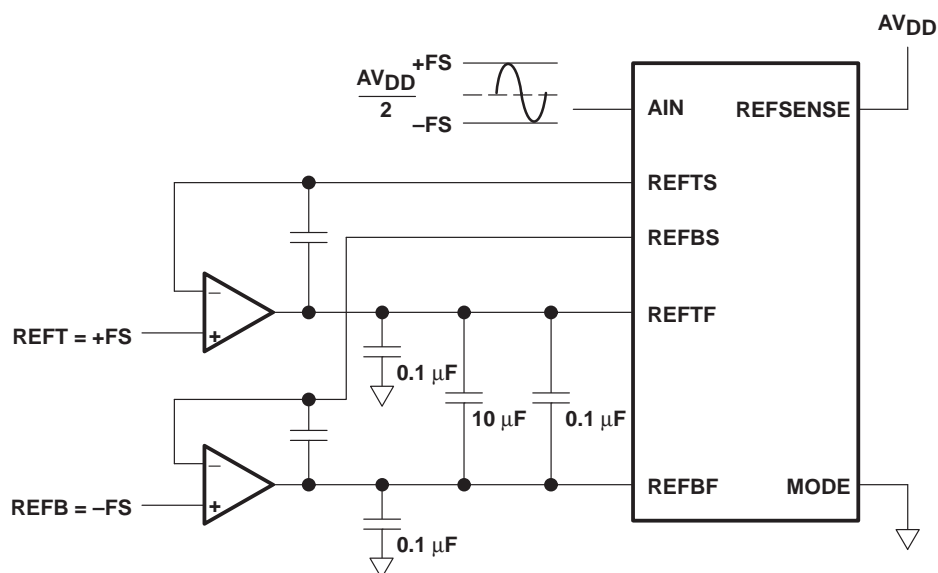 AVDD
+FS
AVDD
2
–FS
AIN
REFSENSE
REFTS
REFBS
–
+
REFT = +FS
REFTF
0.1 μF
10 μF
0.1 μF
–
+
REFB = –FS
REFBF
MODE
0.1 μF